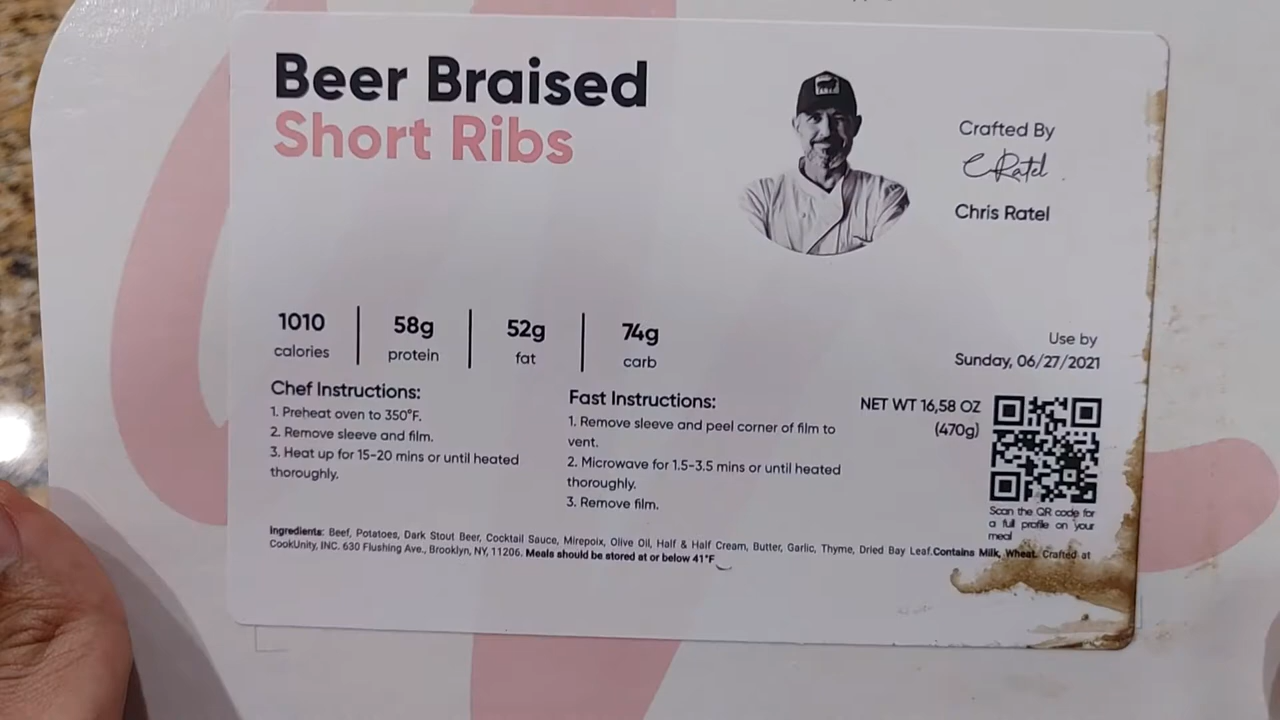 Beer Braised
Short Ribs
Crafted By
CRatel
Chris Ratel
1010
calories
58g
protein
52g
fat
74g
carb
Use by
Sunday, 06/27/2021
Chef Instructions:
1. Preheat oven to 350°F.
2. Remove sleeve and film.
3. Heat up for 15-20 mins or until heated
thoroughly.
Fast Instructions:
1. Remove sleeve and peel corner of film to
vent.
2. Microwave for 1.5-3.5 mins or until heated
thoroughly.
3. Remove film.
NET WT 16,58 OZ
(470g)
Scan the QR code for
a full profile on your
meal
Ingredients: Beef, Potatoes, Dark Stout Beer, Cocktail Sauce, Mirepoix, Olive Oil, Half & Half Cream, Butter, Garlic, Thyme, Dried Bay Leaf.Contains Milk, Wheat. Crafted at
CookUnity, INC. 630 Flushing Ave., Brooklyn, NY, 11206. Meals should be stored at or below 41°F